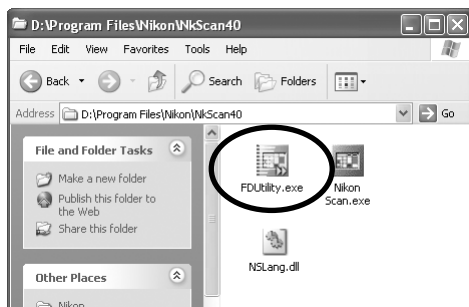 D:\Program Files\Nikon\NkScan40
File Edit View Favorites Tools Help
Back Search Folders
Address D:\Program Files\Nikon\NkScan40 Go
File and Folder Tasks
Make a new folder
Publish this folder to
the Web
Share this folder
Other Places
Nikon
FDUtility.exe
Nikon
Scan.exe
NSLang.dll